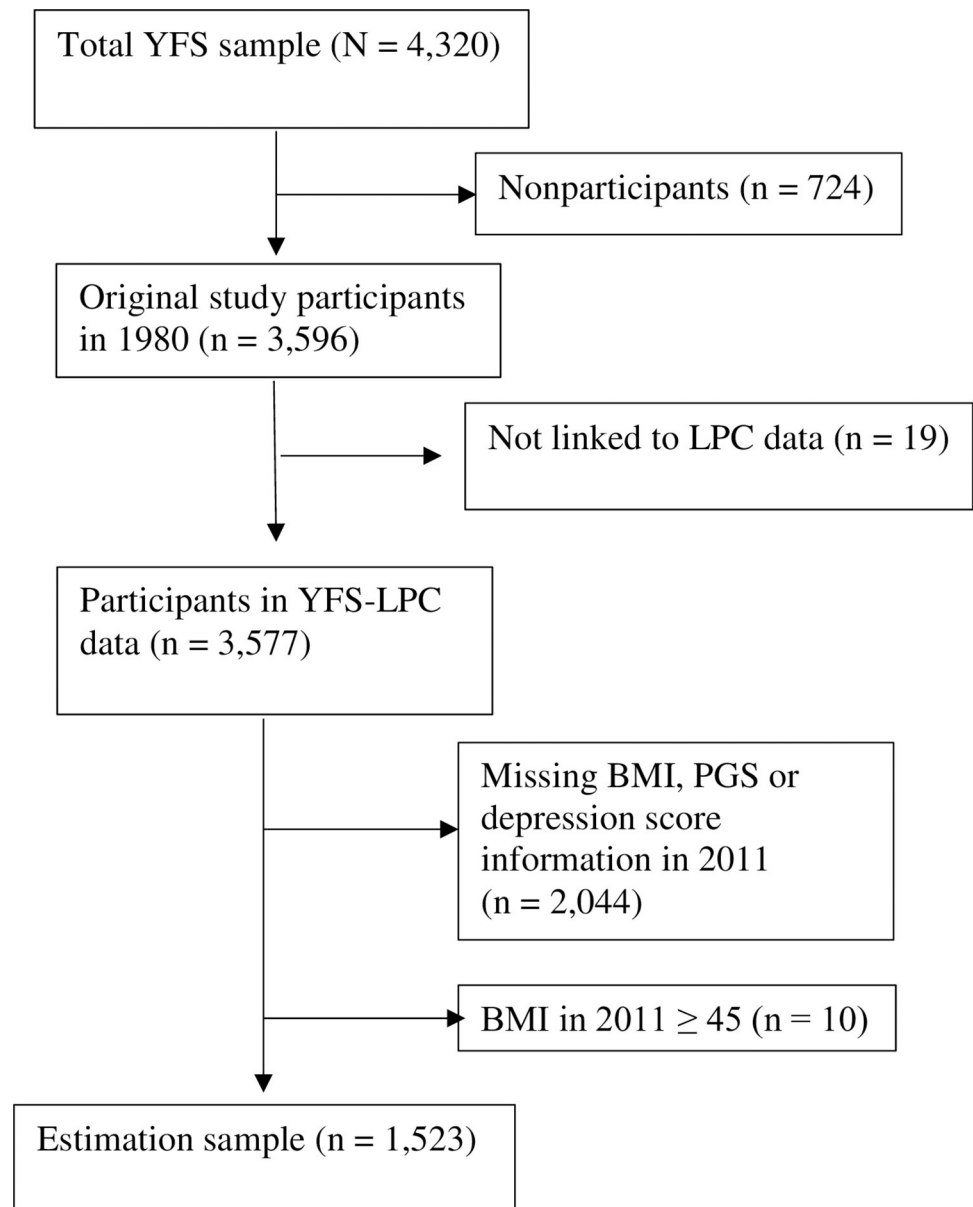 Total YFS sample (N = 4,320)
Nonparticipants (n = 724)
Original study participants
in 1980 (n = 3,596)
Not linked to LPC data (n = 19)
Participants in YFS-LPC
data (n = 3,577)
Missing BMI, PGS or
depression score
information in 2011
(n = 2,044)
BMI in 2011 ≥ 45 (n = 10)
Estimation sample (n = 1,523)